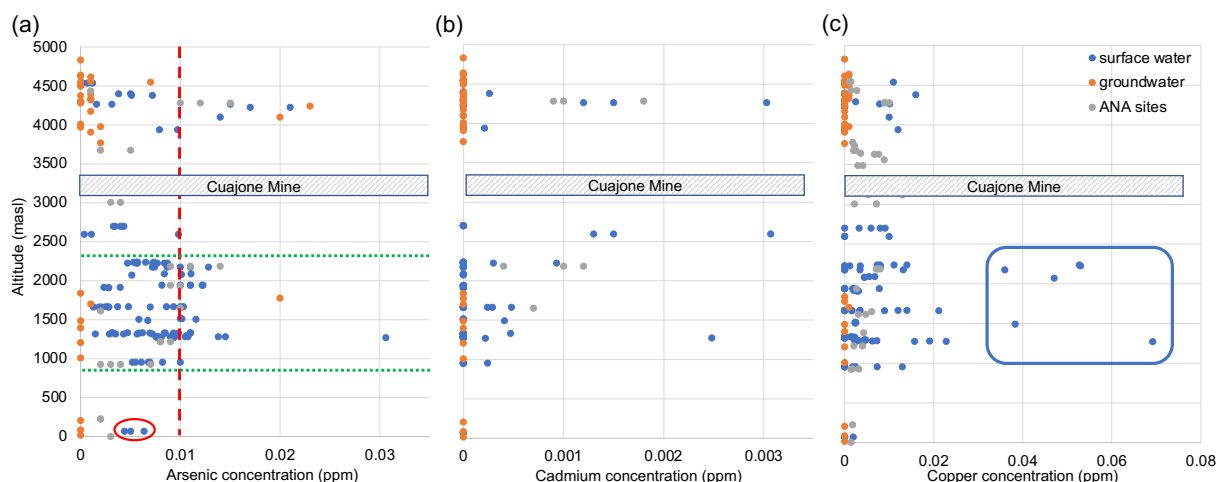 (a)
(b)
(c)
5000
4500
4000
3500
3000
2500
2000
1500
1000
500
0
Altitude (masl)
Cuajone Mine
0
0.01
0.02
0.03
Arsenic concentration (ppm)
Cuajone Mine
0
0.001
0.002
0.003
Cadmium concentration (ppm)
surface water
groundwater
ANA sites
Cuajone Mine
0
0.02
0.04
0.06
0.08
Copper concentration (ppm)